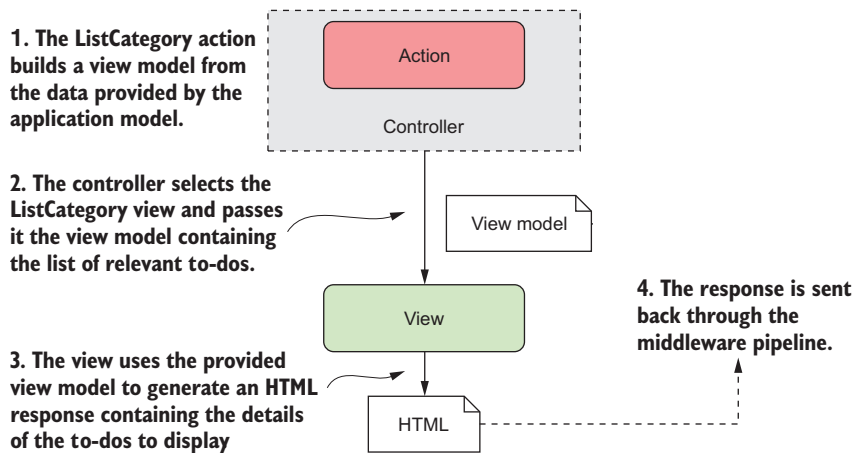 1. The ListCategory action
builds a view model from
the data provided by the
application model.
Action
Controller
2. The controller selects the
ListCategory view and passes
it the view model containing
the list of relevant to-dos.
View model
View
4. The response is sent
back through the
middleware pipeline.
3. The view uses the provided
view model to generate an HTML
response containing the details
of the to-dos to display
HTML